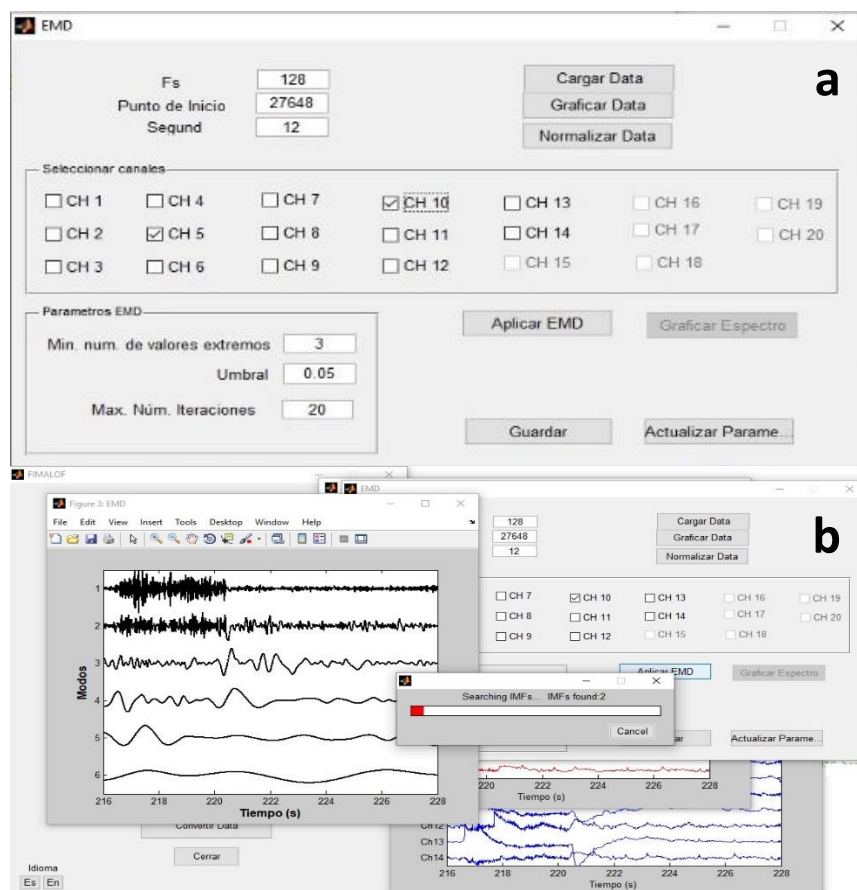 EMD
a
Fs 128
Punto de Inicio 27648
Segund 12
Cargar Data
Graficar Data
Normalizar Data
Seleccionar canales
CH 1 CH 4 CH 7 CH 10 CH 13 CH 16 CH 19
CH 2 CH 5 CH 8 CH 11 CH 14 CH 17 CH 20
CH 3 CH 6 CH 9 CH 12 CH 15 CH 18
Parametros EMD
Min. num. de valores extremos 3
Umbral 0.05
Max. Núm. Iteraciones 20
Aplicar EMD Graficar Espectro
Guardar Actualizar Parame...
FIMALOF
Figure 3: EMD
File Edit View Insert Tools Desktop Window Help
1
2
3
4
5
6
Modos
216 218 220 222 224 226 228
Tiempo (s)
EMD
b
128
27648
12
Cargar Data
Graficar Data
Normalizar Data
CH 7 CH 10 CH 13 CH 16 CH 19
CH 8 CH 11 CH 14 CH 17 CH 20
CH 9 CH 12 CH 15 CH 18
Aplicar EMD Graficar Espectro
Searching IMFs... IMFs found:2
Cancel
ar Actualizar Parame...
220 222 224 226 228
Tiempo (s)
Ch12
Ch13
Ch14
216 218 220 222 224 226 228
Tiempo (s)
Convertir Data
Cerrar
Idioma
Es En